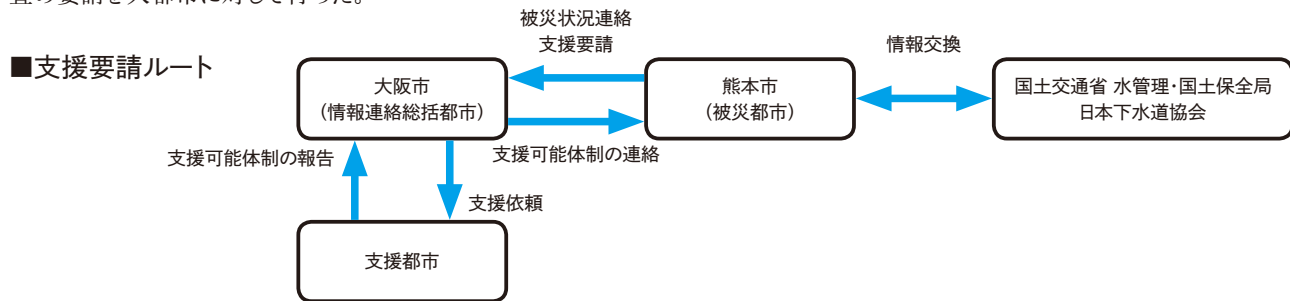 置の要請を大都市に対して行った。
■支援要請ルート
被災状況連絡
支援要請
情報交換
大阪市
(情報連絡総括都市)
熊本市
(被災都市)
国土交通省 水管理・国土保全局
日本下水道協会
支援可能体制の報告
支援可能体制の連絡
支援依頼
支援都市